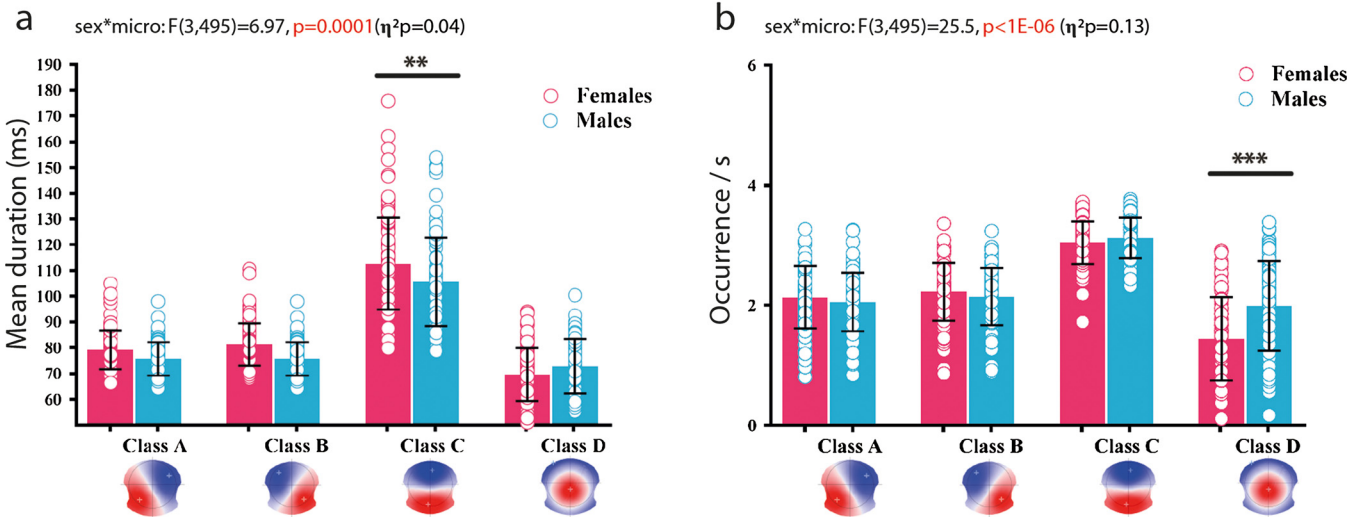 a
sex*micro: F(3,495)=6.97, p=0.0001(η²p=0.04)
**
Females
Males
Mean duration (ms)
190
180
170
160
150
140
130
120
110
100
90
80
70
60
Class A
Class B
Class C
Class D
b
sex*micro: F(3,495)=25.5, p<1E-06 (η²p=0.13)
***
Females
Males
Occurrence / s
6
4
2
0
Class A
Class B
Class C
Class D